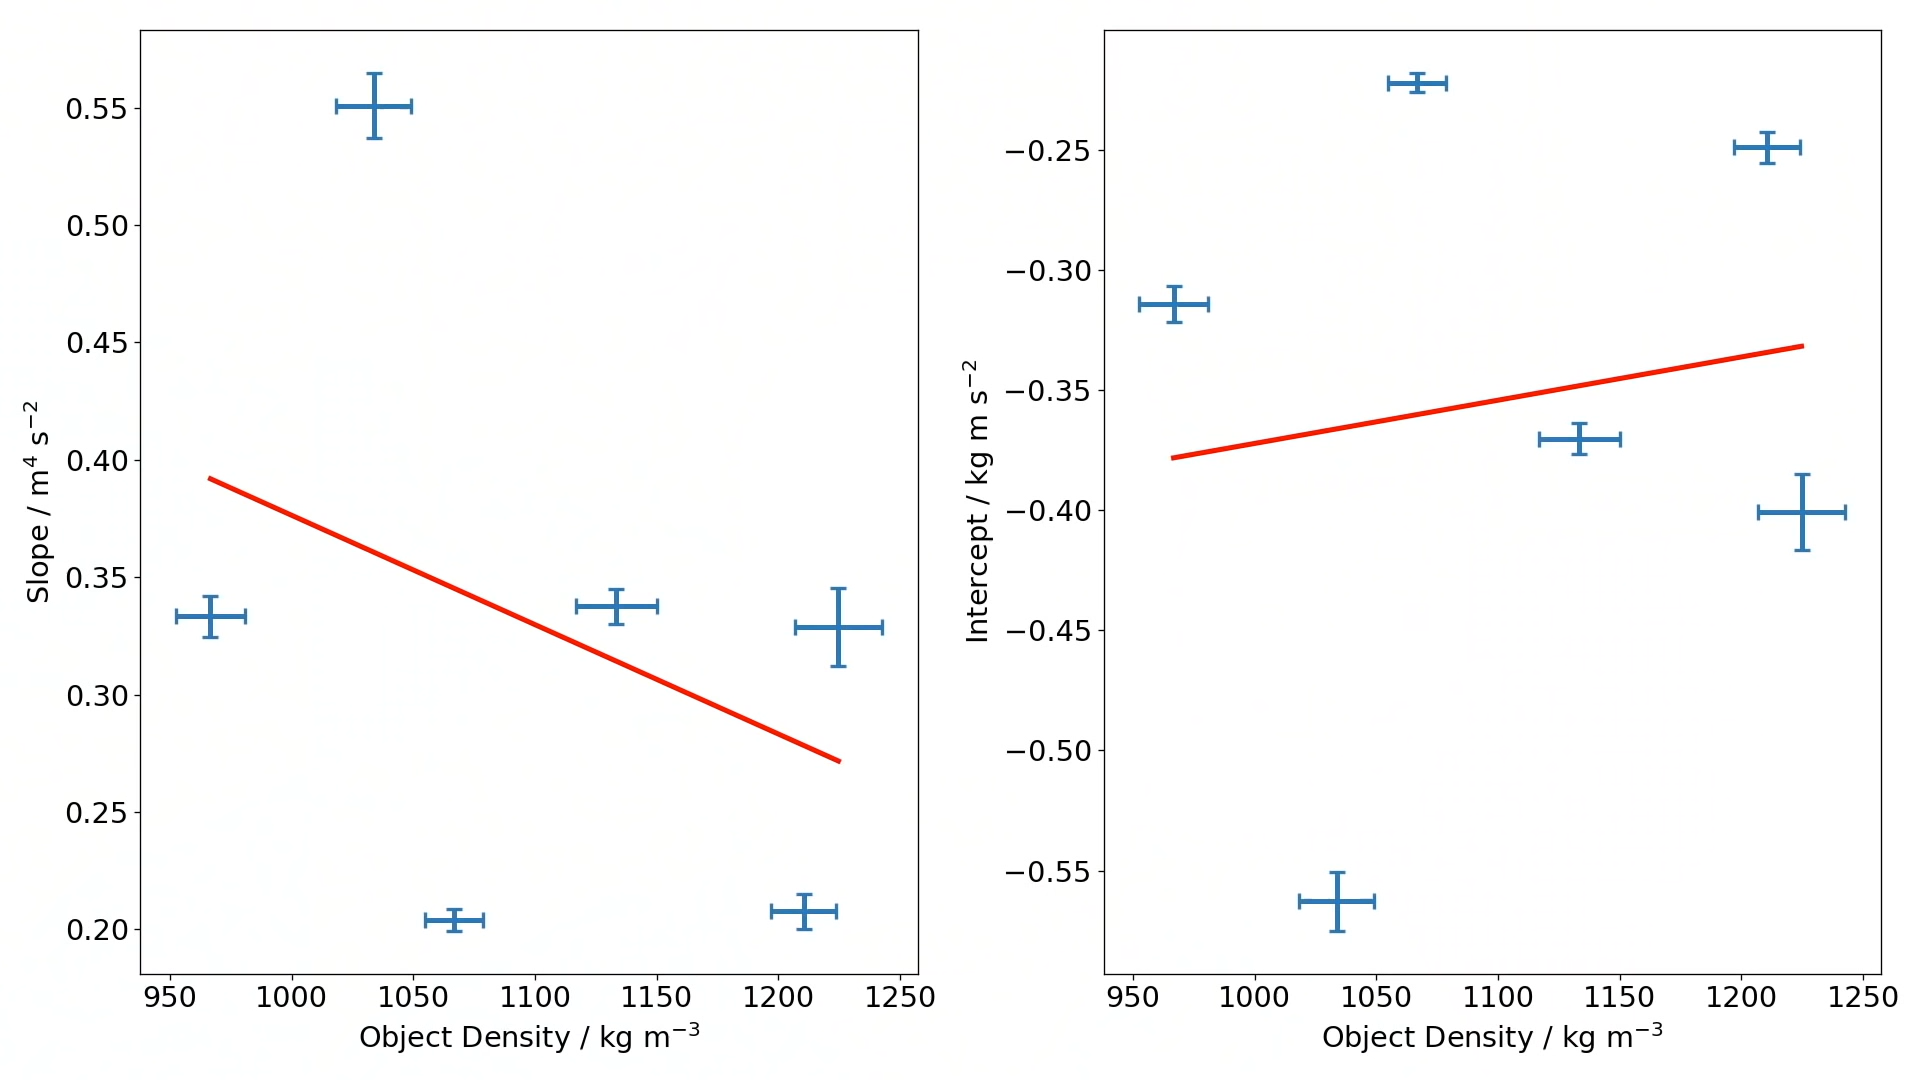 Slope / m⁴ s⁻²
0.55
0.50
0.45
0.40
0.35
0.30
0.25
0.20
950 1000 1050 1100 1150 1200 1250
Object Density / kg m⁻³
Intercept / kg m s⁻²
−0.25
−0.30
−0.35
−0.40
−0.45
−0.50
−0.55
950 1000 1050 1100 1150 1200 1250
Object Density / kg m⁻³